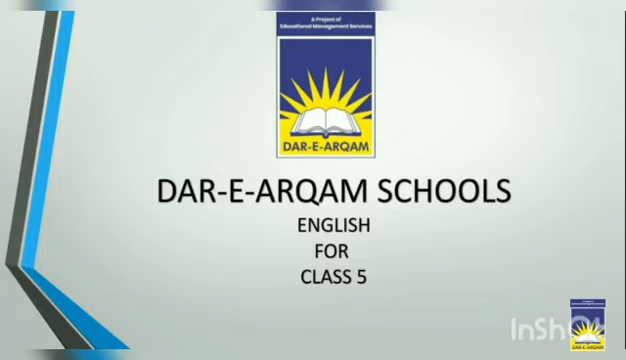 A Project of
Educational Management Services
DAR-E-ARQAM
DAR-E-ARQAM SCHOOLS
ENGLISH
FOR
CLASS 5
InShOt